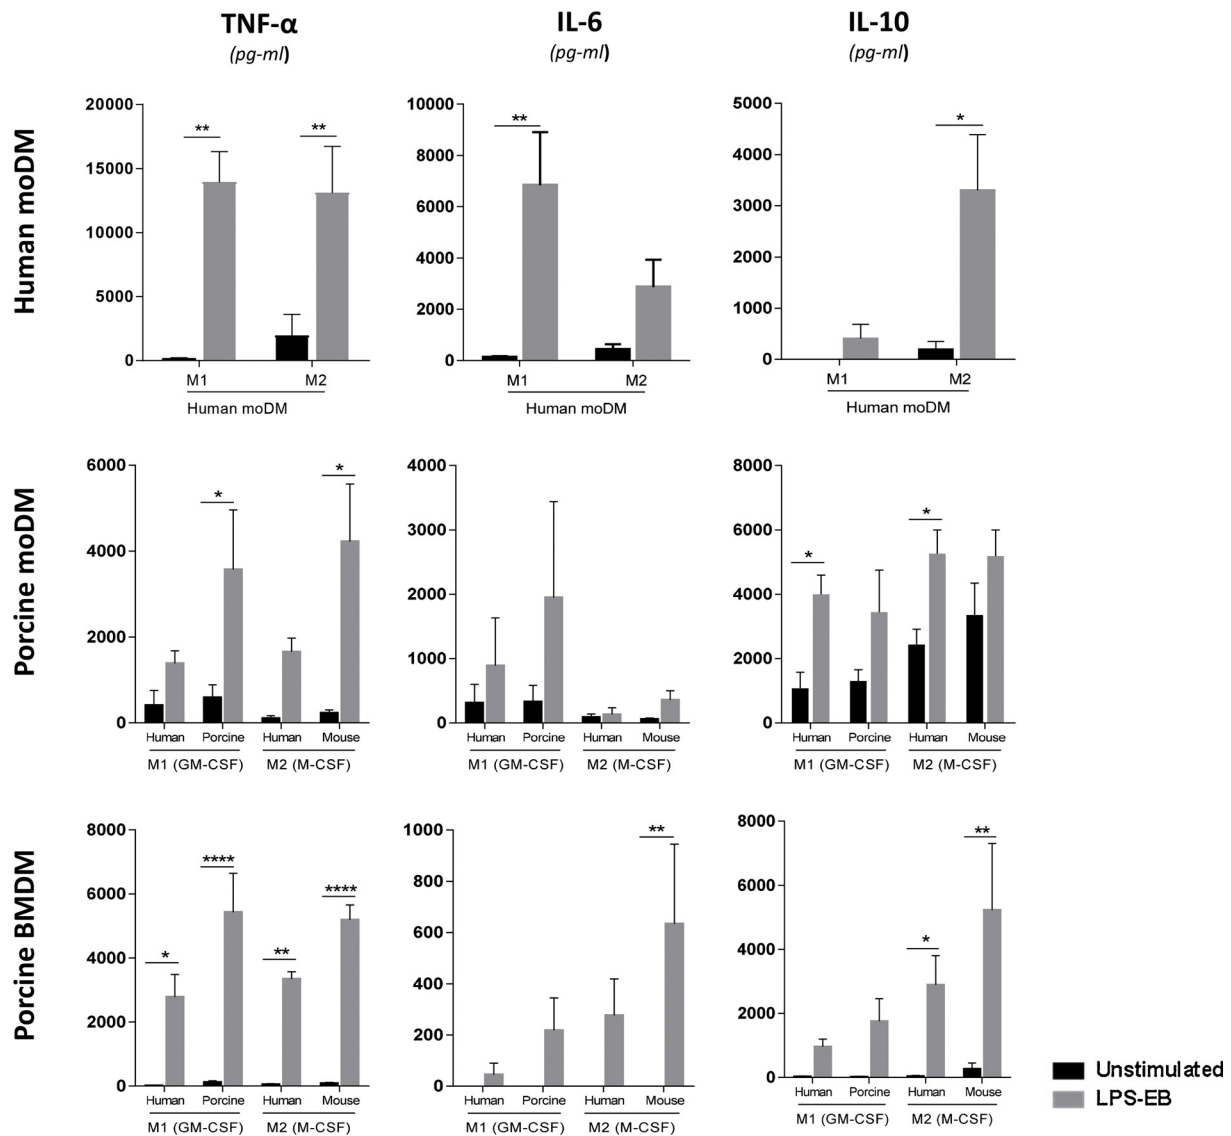 TNF-α
(pg-ml)
IL-6
(pg-ml)
IL-10
(pg-ml)
Human moDM
20000
15000
10000
5000
0
**
**
M1
M2
Human moDM
10000
8000
6000
4000
2000
0
**
M1
M2
Human moDM
5000
4000
3000
2000
1000
0
*
M1
M2
Human moDM
Porcine moDM
6000
4000
2000
0
*
*
Human Porcine Human Mouse
M1 (GM-CSF) M2 (M-CSF)
4000
3000
2000
1000
0
Human Porcine Human Mouse
M1 (GM-CSF) M2 (M-CSF)
8000
6000
4000
2000
0
*
*
Human Porcine Human Mouse
M1 (GM-CSF) M2 (M-CSF)
Porcine BMDM
8000
6000
4000
2000
0
*
****
**
****
Human Porcine Human Mouse
M1 (GM-CSF) M2 (M-CSF)
1000
800
600
400
200
0
**
Human Porcine Human Mouse
M1 (GM-CSF) M2 (M-CSF)
8000
6000
4000
2000
0
*
**
Human Porcine Human Mouse
M1 (GM-CSF) M2 (M-CSF)
Unstimulated
LPS-EB